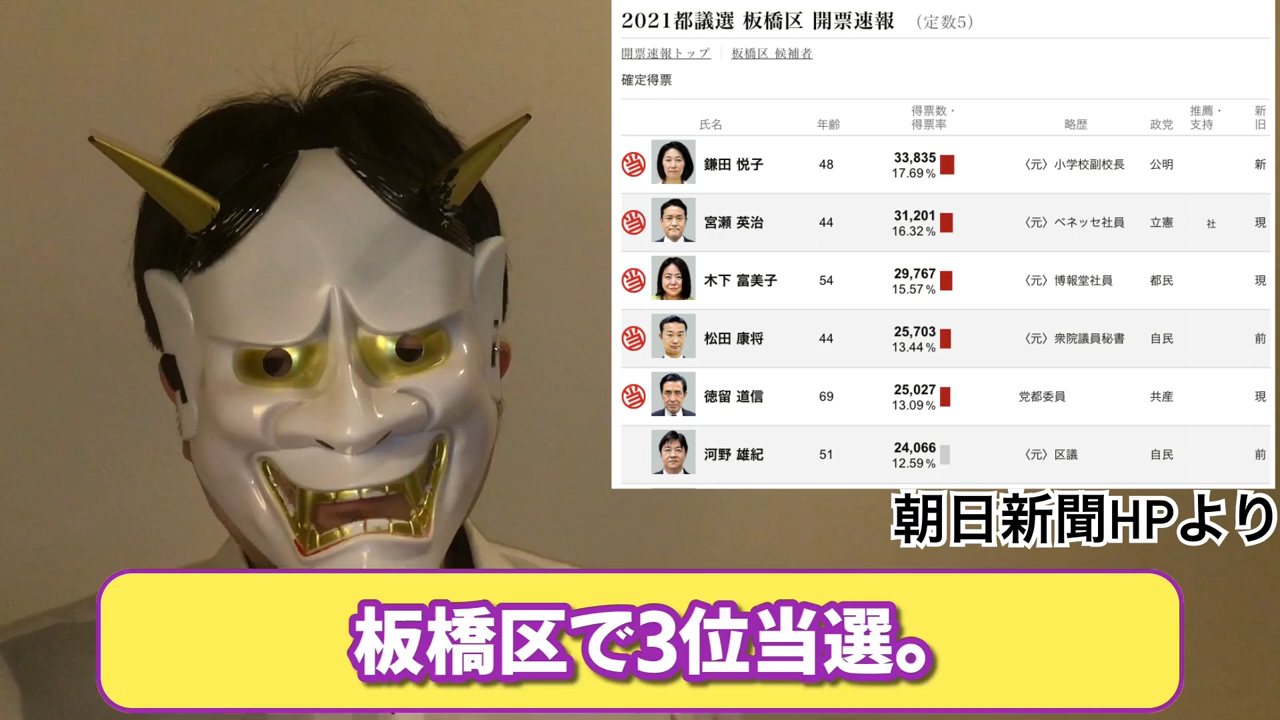 2021都議選 板橋区 開票速報 （定数5）
開票速報トップ 板橋区 候補者
確定得票
氏名 年齢 得票数・得票率 略歴 政党 推薦・支持 新旧
当 鎌田 悦子 48 33,835 17.69％ 〈元〉小学校副校長 公明 新
当 宮瀬 英治 44 31,201 16.32％ 〈元〉ベネッセ社員 立憲 社 現
当 木下 富美子 54 29,767 15.57％ 〈元〉博報堂社員 都民 現
当 松田 康将 44 25,703 13.44％ 〈元〉衆院議員秘書 自民 前
当 徳留 道信 69 25,027 13.09％ 党都委員 共産 現
河野 雄紀 51 24,066 12.59％ 〈元〉区議 自民 前
朝日新聞HPより
板橋区で3位当選。